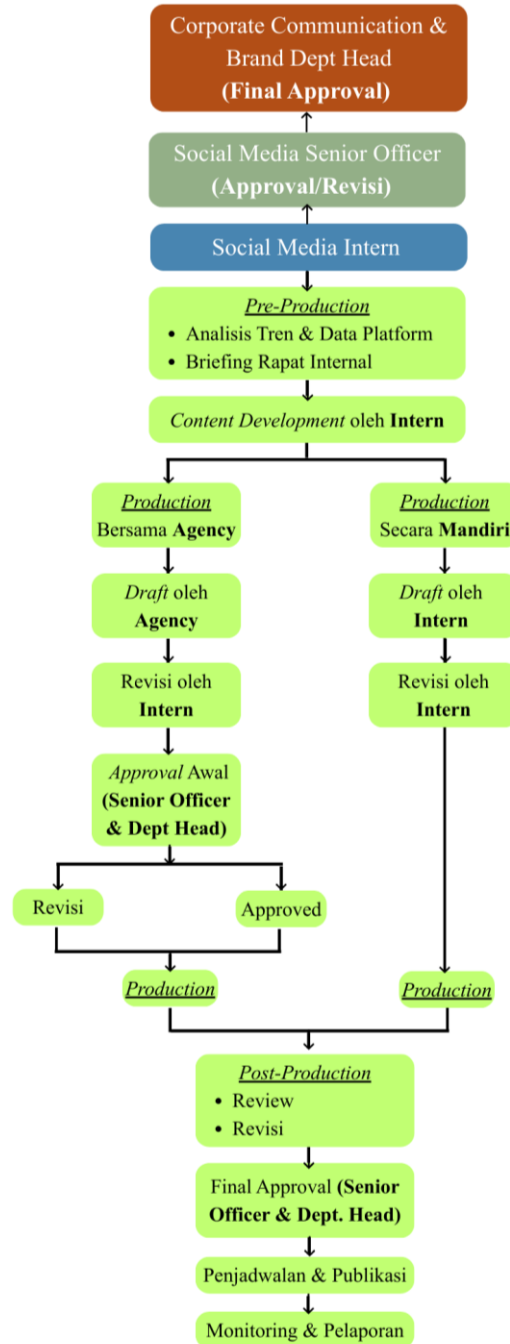 Corporate Communication &
Brand Dept Head
(Final Approval)
Social Media Senior Officer
(Approval/Revisi)
Social Media Intern
Pre-Production
• Analisis Tren & Data Platform
• Briefing Rapat Internal
Content Development oleh Intern
Production
Bersama Agency
Production
Secara Mandiri
Draft oleh
Agency
Draft oleh
Intern
Revisi oleh
Intern
Revisi oleh
Intern
Approval Awal
(Senior Officer
& Dept Head)
Revisi
Approved
Production
Production
Post-Production
• Review
• Revisi
Final Approval (Senior
Officer & Dept. Head)
Penjadwalan & Publikasi
Monitoring & Pelaporan